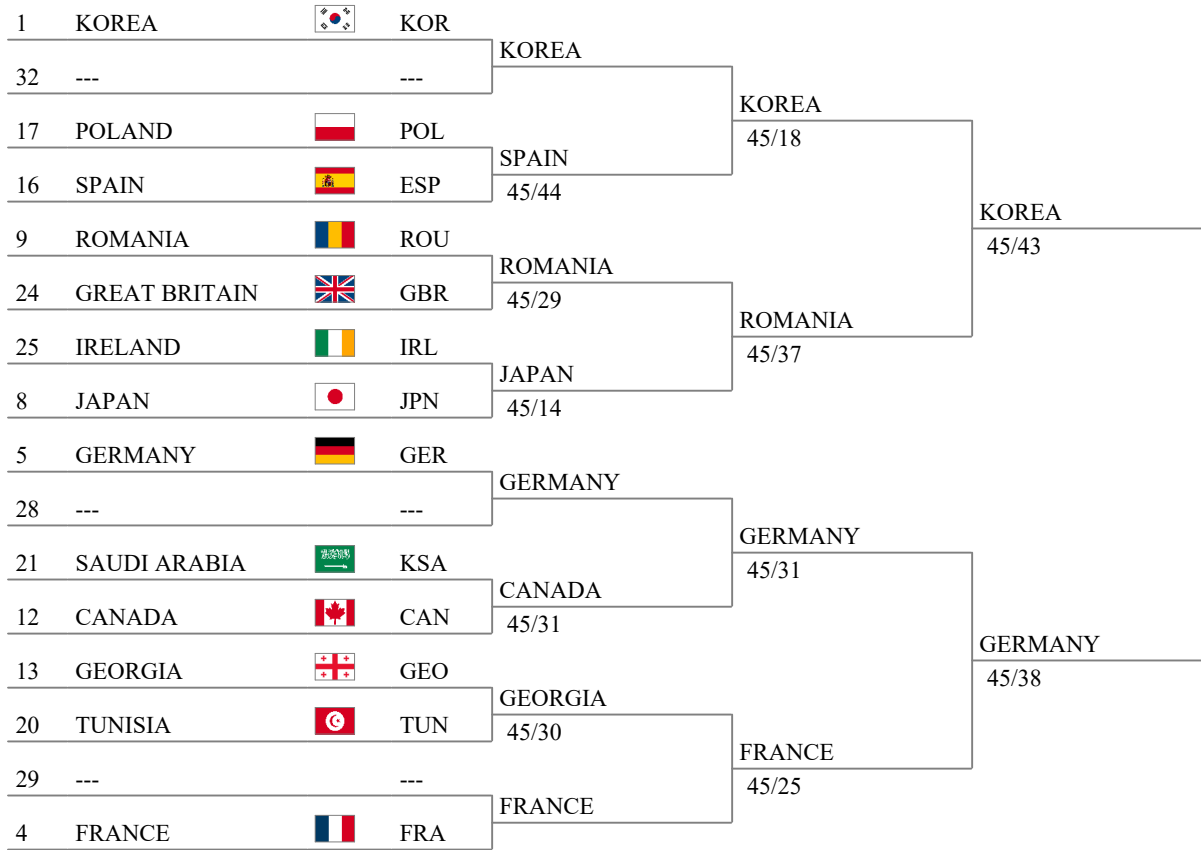 1 KOREA KOR
KOREA
32 --- ---
KOREA
45/18
17 POLAND POL
SPAIN
45/44
16 SPAIN ESP
KOREA
45/43
9 ROMANIA ROU
ROMANIA
45/29
24 GREAT BRITAIN GBR
ROMANIA
45/37
25 IRELAND IRL
JAPAN
45/14
8 JAPAN JPN
5 GERMANY GER
GERMANY
28 --- ---
GERMANY
45/31
21 SAUDI ARABIA KSA
CANADA
45/31
12 CANADA CAN
GERMANY
45/38
13 GEORGIA GEO
GEORGIA
45/30
20 TUNISIA TUN
FRANCE
45/25
29 --- ---
FRANCE
4 FRANCE FRA